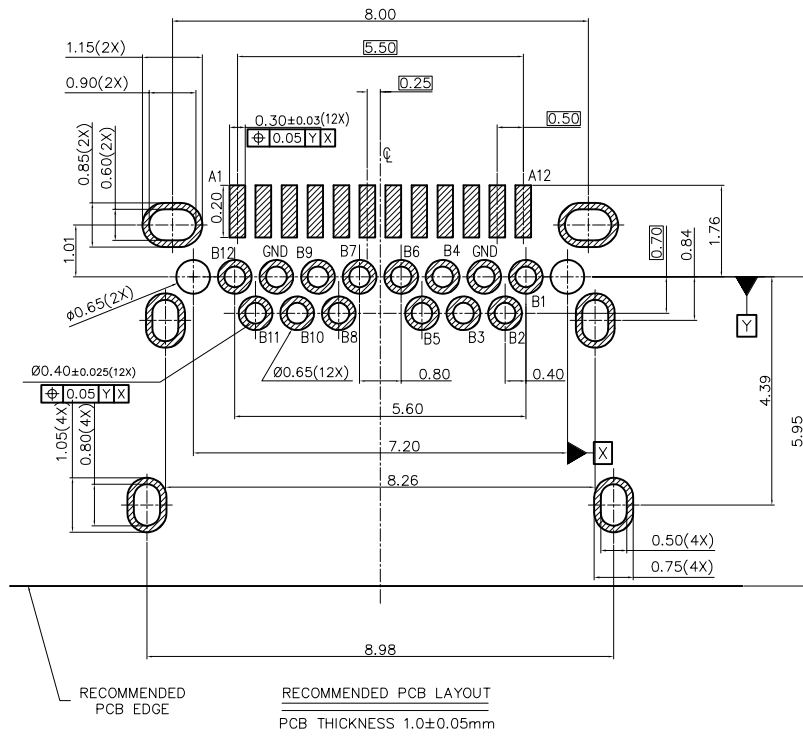 8.00
1.15(2X)
5.50
0.90(2X)
0.25
0.30±0.03(12X)
0.50
⌖ 0.05 Y X
℄
0.85(2X)
0.60(2X)
A1
A12
0.20
1.76
1.01
0.70
0.84
B12 GND B9 B7 B6 B4 GND
B1
ø0.65(2X)
Y
B11 B10 B8 B5 B3 B2
Ø0.40±0.025(12X)
Ø0.65(12X)
0.80
0.40
⌖ 0.05 Y X
4.39
5.95
5.60
1.05(4X)
0.80(4X)
7.20
X
8.26
0.50(4X)
0.75(4X)
8.98
RECOMMENDED
PCB EDGE
RECOMMENDED PCB LAYOUT
PCB THICKNESS 1.0±0.05mm